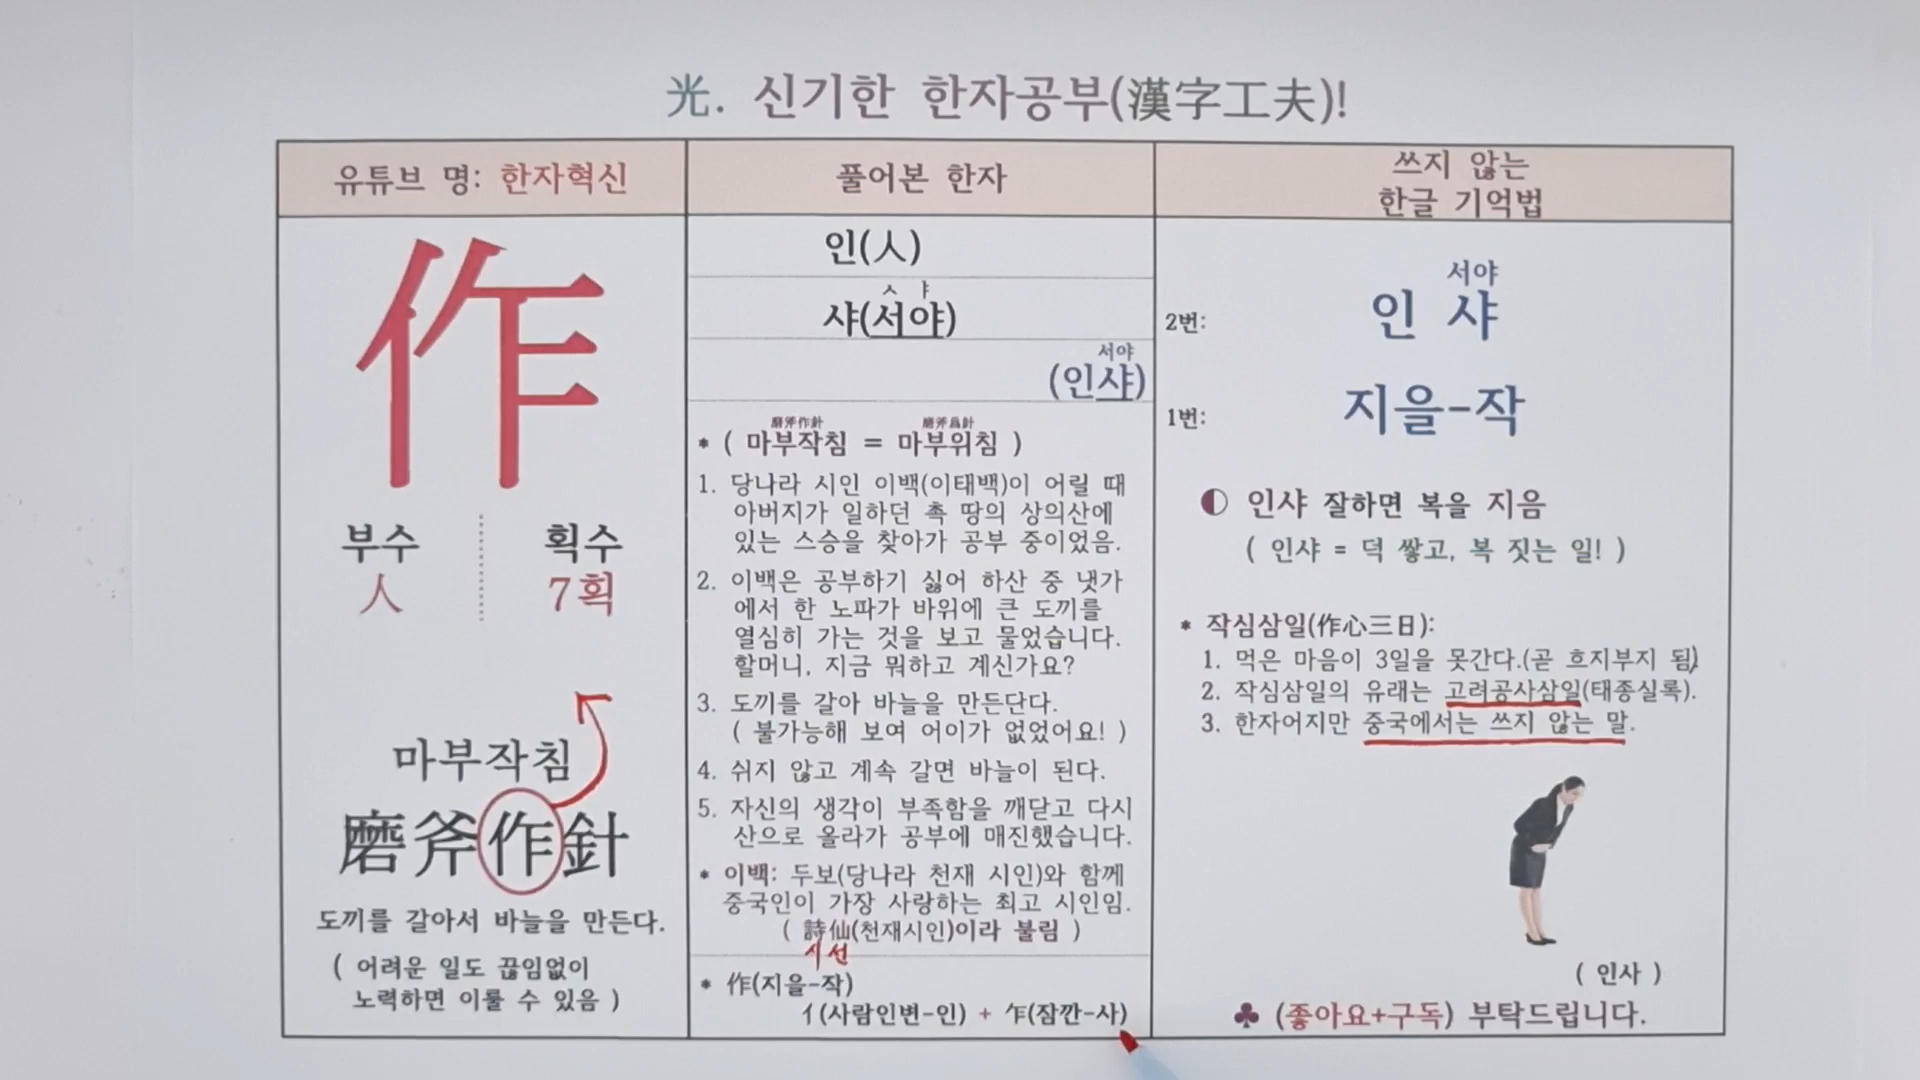 光. 신기한 한자공부(漢字工夫)!
유튜브 명: 한자혁신
作
부수
획수
人
7획
마부작침
磨斧作針
도끼를 갈아서 바늘을 만든다.
( 어려운 일도 끊임없이
노력하면 이룰 수 있음 )
풀어본 한자
인(人)
ㅅ ㅑ
샤(서야)
서야
(인샤)
磨斧作針 磨斧爲針
* ( 마부작침 = 마부위침 )
1. 당나라 시인 이백(이태백)이 어릴 때
아버지가 일하던 촉 땅의 상의산에
있는 스승을 찾아가 공부 중이었음.
2. 이백은 공부하기 싫어 하산 중 냇가
에서 한 노파가 바위에 큰 도끼를
열심히 가는 것을 보고 물었습니다.
할머니, 지금 뭐하고 계신가요?
3. 도끼를 갈아 바늘을 만든단다.
( 불가능해 보여 어이가 없었어요! )
4. 쉬지 않고 계속 갈면 바늘이 된다.
5. 자신의 생각이 부족함을 깨닫고 다시
산으로 올라가 공부에 매진했습니다.
* 이백: 두보(당나라 천재 시인)와 함께
중국인이 가장 사랑하는 최고 시인임.
( 詩仙(천재시인)이라 불림 )
시선
* 作(지을-작)
亻(사람인변-인) + 乍(잠깐-사)
쓰지 않는
한글 기억법
서야
2번: 인 샤
1번: 지을-작
◐ 인샤 잘하면 복을 지음
( 인샤 = 덕 쌓고, 복 짓는 일! )
* 작심삼일(作心三日):
1. 먹은 마음이 3일을 못간다.(곧 흐지부지 됨)
2. 작심삼일의 유래는 고려공사삼일(태종실록).
3. 한자어지만 중국에서는 쓰지 않는 말.
( 인사 )
♣ (좋아요+구독) 부탁드립니다.